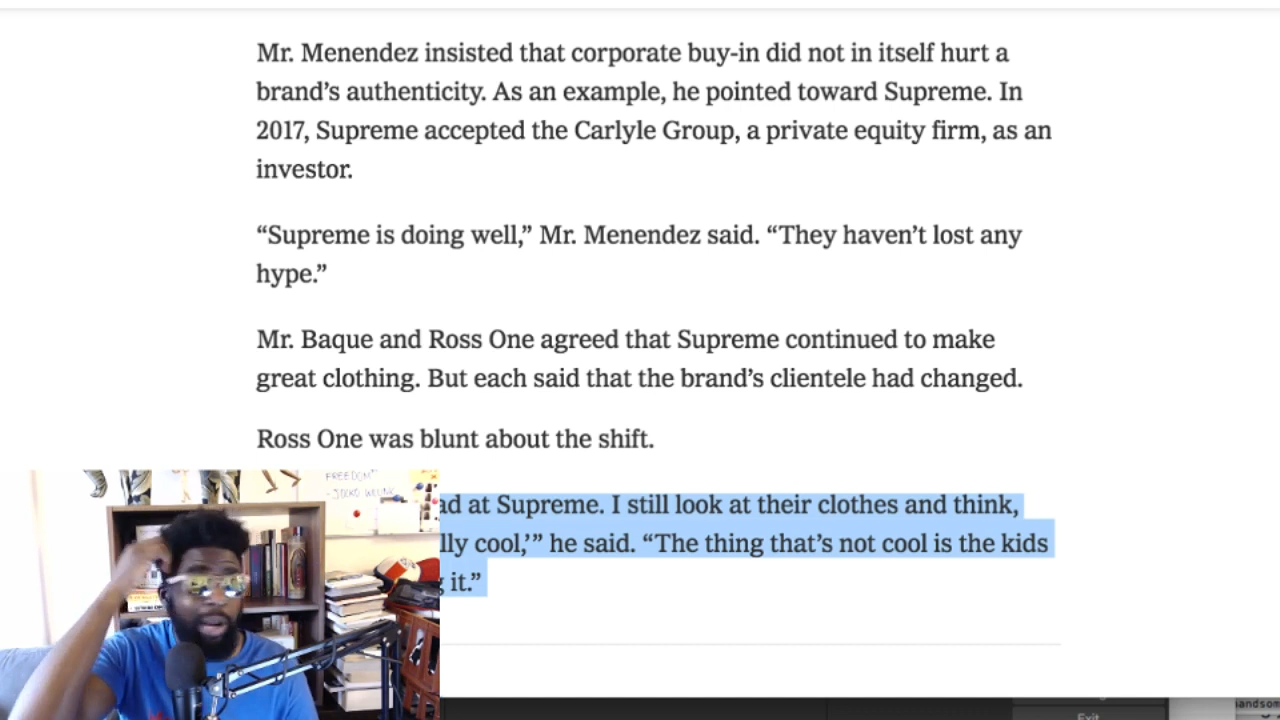 Mr. Menendez insisted that corporate buy-in did not in itself hurt a
brand’s authenticity. As an example, he pointed toward Supreme. In
2017, Supreme accepted the Carlyle Group, a private equity firm, as an
investor.
“Supreme is doing well,” Mr. Menendez said. “They haven’t lost any
hype.”
Mr. Baque and Ross One agreed that Supreme continued to make
great clothing. But each said that the brand’s clientele had changed.
Ross One was blunt about the shift.
at Supreme. I still look at their clothes and think,
cool,’” he said. “The thing that’s not cool is the kids
it.”
FREEDOM"
Exit